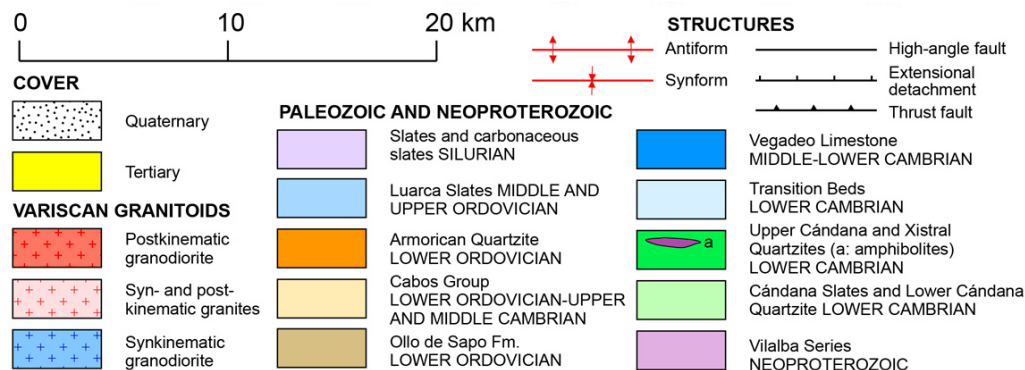 0 10 20 km
STRUCTURES
Antiform
Synform
High-angle fault
Extensional
detachment
Thrust fault
COVER
Quaternary
Tertiary
VARISCAN GRANITOIDS
Postkinematic
granodiorite
Syn- and post-
kinematic granites
Synkinematic
granodiorite
PALEOZOIC AND NEOPROTEROZOIC
Slates and carbonaceous
slates SILURIAN
Luarca Slates MIDDLE AND
UPPER ORDOVICIAN
Armorican Quartzite
LOWER ORDOVICIAN
Cabos Group
LOWER ORDOVICIAN-UPPER
AND MIDDLE CAMBRIAN
Ollo de Sapo Fm.
LOWER ORDOVICIAN
Vegadeo Limestone
MIDDLE-LOWER CAMBRIAN
Transition Beds
LOWER CAMBRIAN
a
Upper Cándana and Xistral
Quartzites (a: amphibolites)
LOWER CAMBRIAN
Cándana Slates and Lower Cándana
Quartzite LOWER CAMBRIAN
Vilalba Series
NEOPROTEROZOIC